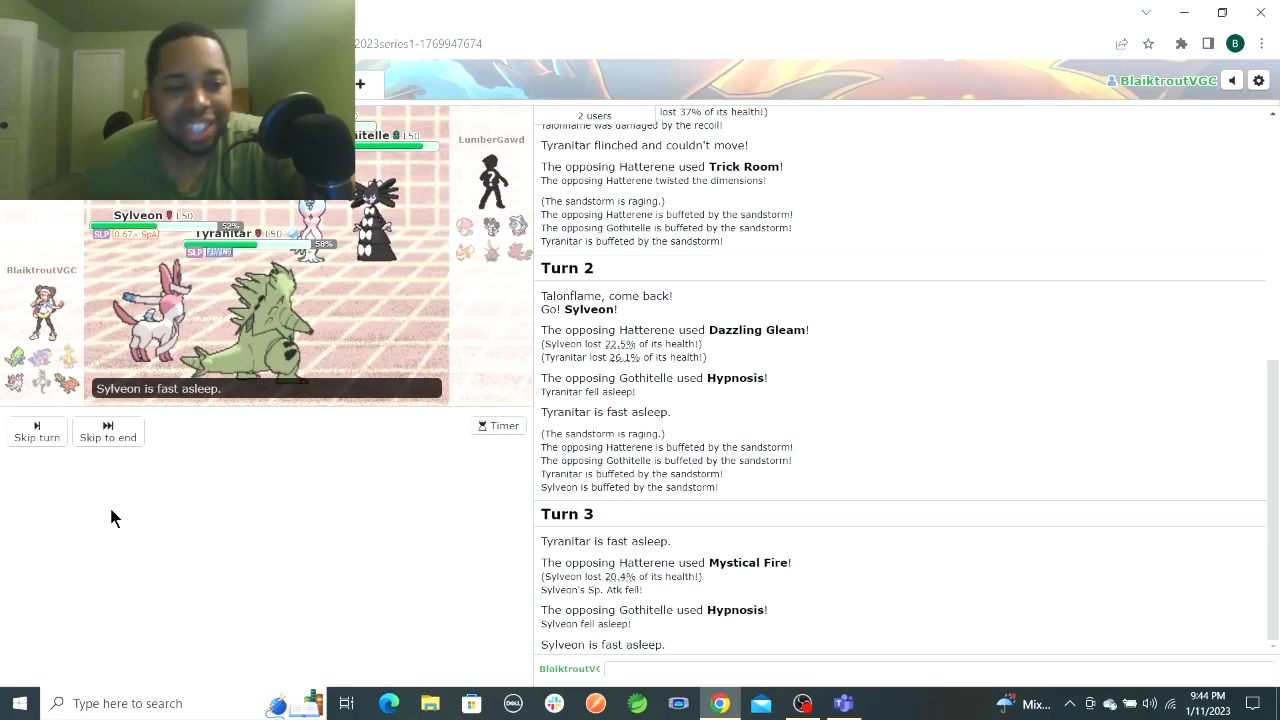 2023series1-1769947674
B
BlaiktroutVGC
2 users
lost 37% of its health!)
Talonflame was damaged by the recoil!
Tyranitar flinched and couldn't move!
The opposing Hatterene used Trick Room!
The opposing Hatterene twisted the dimensions!
(The sandstorm is raging.)
The opposing Hatterene is buffeted by the sandstorm!
The opposing Gothitelle is buffeted by the sandstorm!
Tyranitar is buffeted by the sandstorm!
Turn 2
Talonflame, come back!
Go! Sylveon!
The opposing Hatterene used Dazzling Gleam!
(Sylveon lost 22.5% of its health!)
(Tyranitar lost 26.1% of its health!)
The opposing Gothitelle used Hypnosis!
Tyranitar fell asleep!
Tyranitar is fast asleep.
(The sandstorm is raging.)
The opposing Hatterene is buffeted by the sandstorm!
The opposing Gothitelle is buffeted by the sandstorm!
Tyranitar is buffeted by the sandstorm!
Sylveon is buffeted by the sandstorm!
Turn 3
Tyranitar is fast asleep.
The opposing Hatterene used Mystical Fire!
(Sylveon lost 20.4% of its health!)
Sylveon's Sp. Atk fell!
The opposing Gothitelle used Hypnosis!
Sylveon fell asleep!
Sylveon is fast asleep.
BlaiktroutVC
itelle L50
LumberGawd
Sylveon L50
52%
SLP 0.67× SpA
Tyranitar L50
58%
SLP
BlaiktroutVGC
Sylveon is fast asleep.
Skip turn
Skip to end
Timer
Type here to search
DELL
Mix...
9:44 PM
1/11/2023